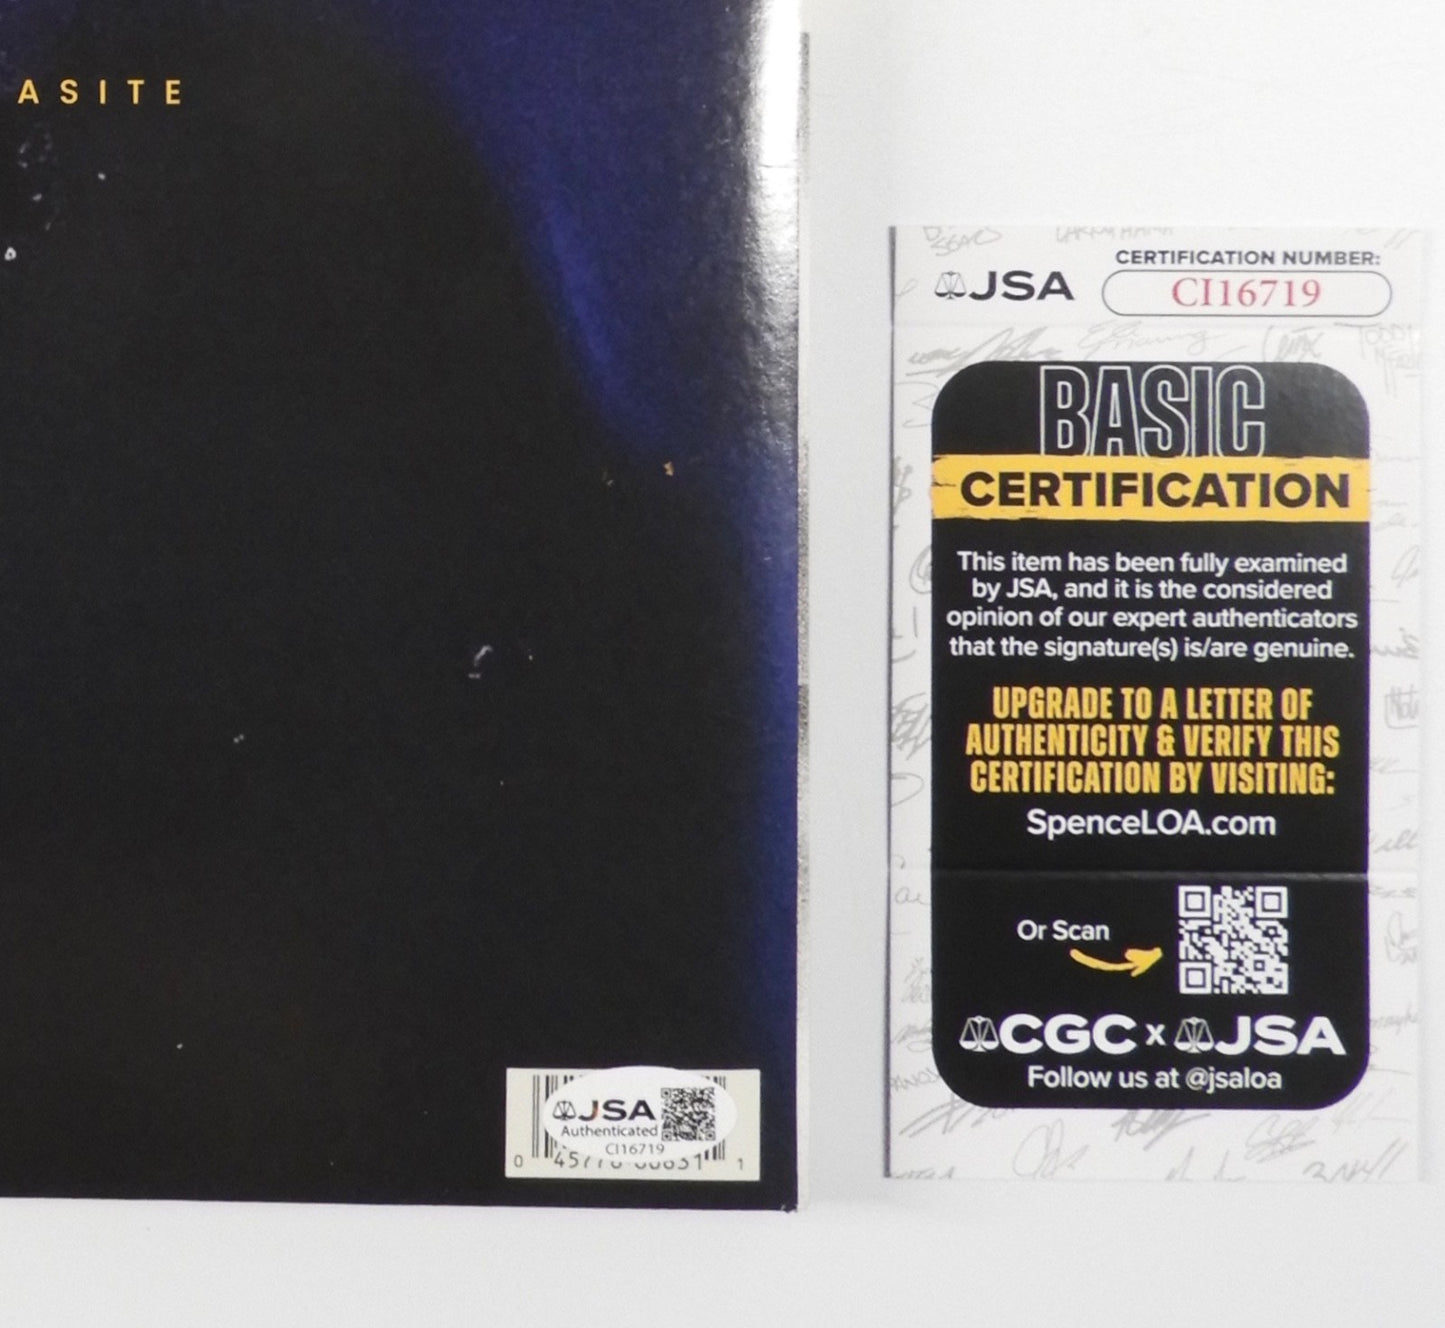 ASITE
JSA
CERTIFICATION NUMBER:
CI16719
BASIC
CERTIFICATION
This item has been fully examined
by JSA, and it is the considered
opinion of our expert authenticators
that the signature(s) is/are genuine.
UPGRADE TO A LETTER OF
AUTHENTICITY & VERIFY THIS
CERTIFICATION BY VISITING:
SpenceLOA.com
Or Scan
CGC x JSA
Follow us at @jsaloa
JSA
Authenticated
CI16719
0 1